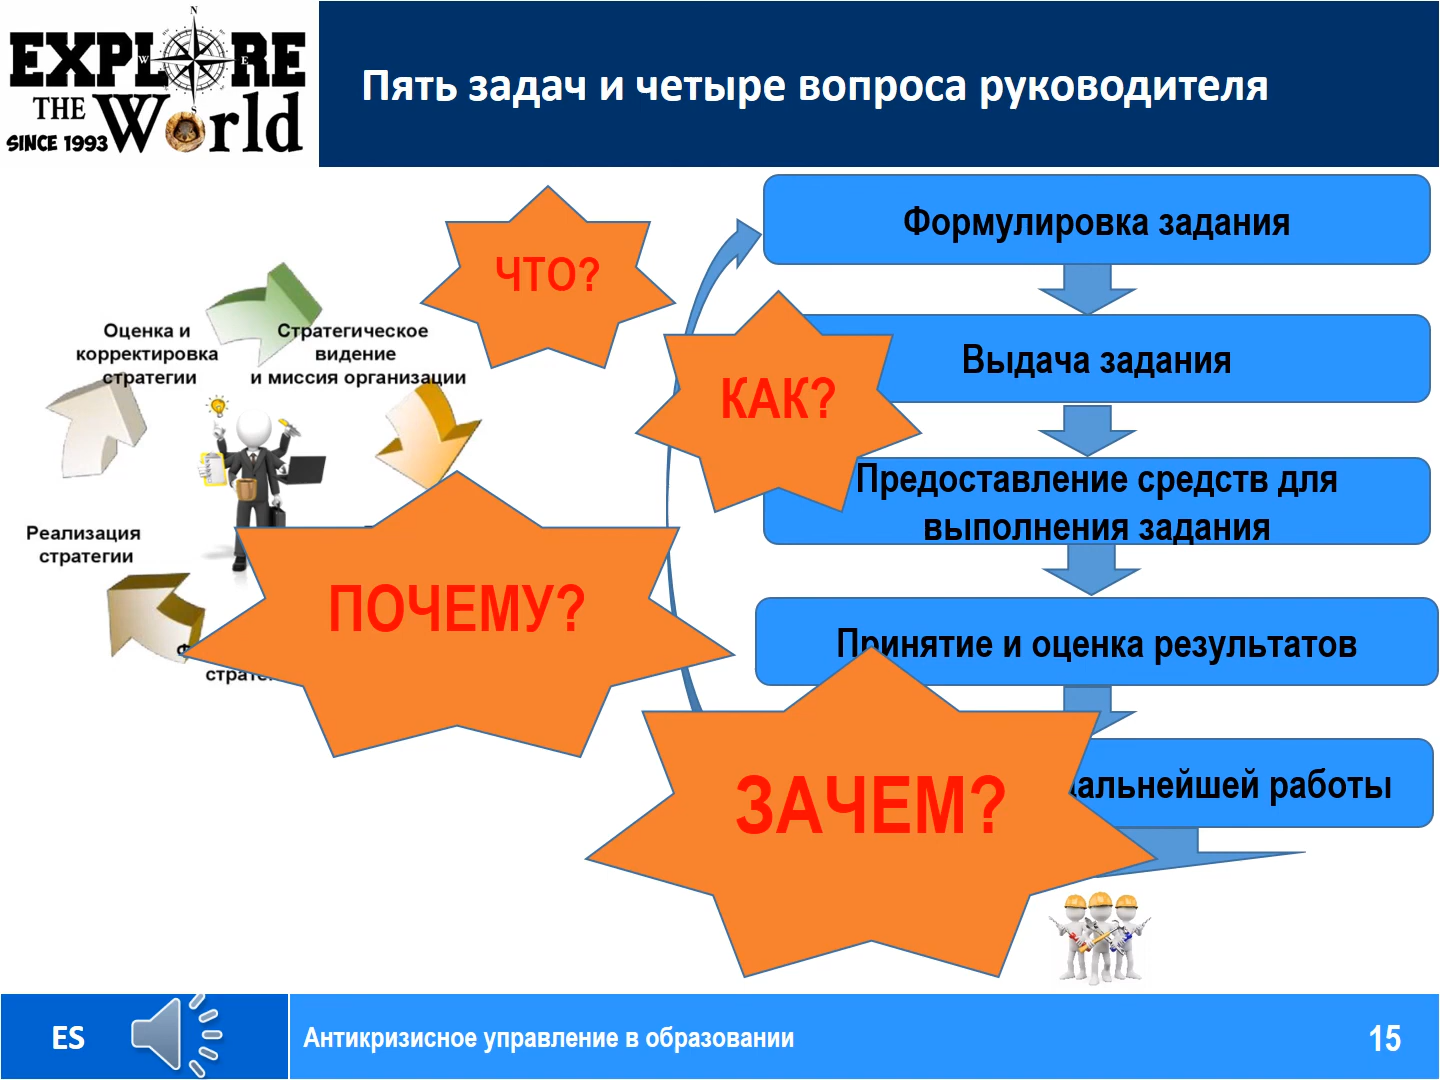 N
EXPLORE
W E
THE World
S
SINCE 1993
Пять задач и четыре вопроса руководителя
Формулировка задания
ЧТО?
Оценка и
корректировка
стратегии
Стратегическое
видение
и миссия организации
КАК?
Выдача задания
Предоставление средств для
выполнения задания
Реализация
стратегии
ПОЧЕМУ?
Принятие и оценка результатов
ЗАЧЕМ?
работы
ES
Антикризисное управление в образовании
15